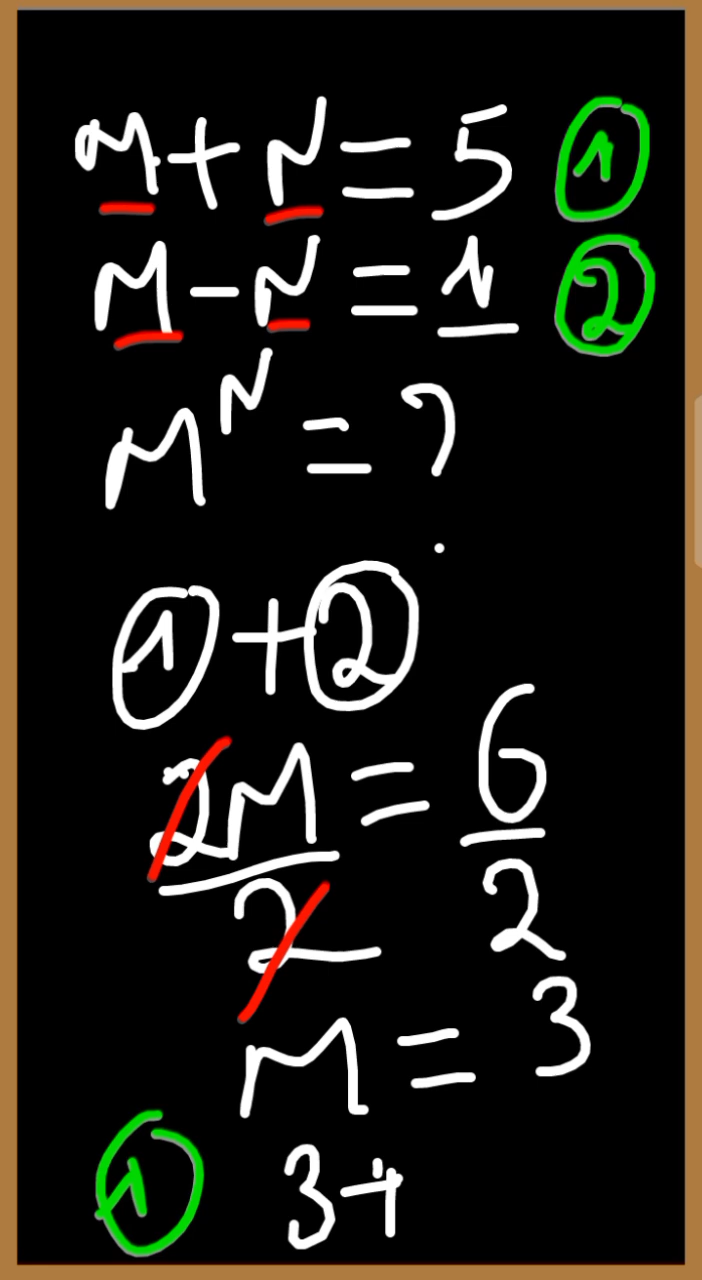 M+N=5 ①
M-N=1 ②
M^N=?
①+②
2M/2=6/2
M=3
① 3+